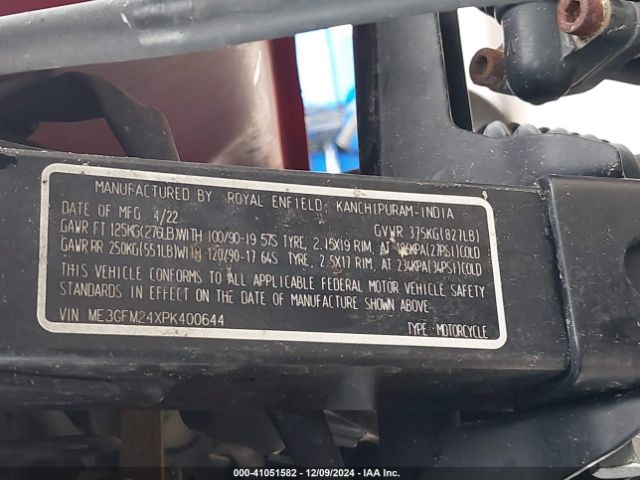 MANUFACTURED BY: ROYAL ENFIELD: KANCHIPURAM-INDIA
DATE OF MFG. 4/22 GVWR 375KG(827LB)
GAWR FT 125KG(276LB)WITH 100/90-19 57S TYRE, 2.15X19 RIM, AT 186KPA(27PSI)COLD
GAWR RR 250KG(551LB)WITH 120/90-17 64S TYRE, 2.5X17 RIM, AT 234KPA(34PSI)COLD
THIS VEHICLE CONFORMS TO ALL APPLICABLE FEDERAL MOTOR VEHICLE SAFETY
STANDARDS IN EFFECT ON THE DATE OF MANUFACTURE SHOWN ABOVE
VIN ME3GFM24XPK400644 TYPE: MOTORCYCLE
000-41051582 • 12/09/2024 • IAA Inc.